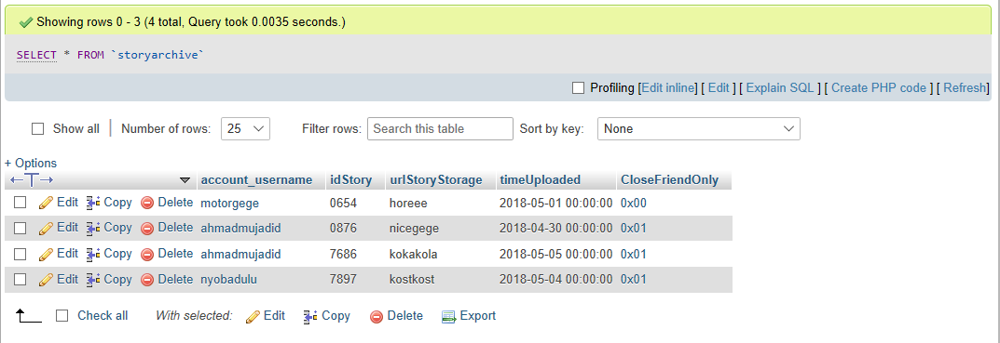 Showing rows 0 - 3 (4 total, Query took 0.0035 seconds.)
SELECT * FROM `storyarchive`
Profiling [Edit inline] [ Edit ] [ Explain SQL ] [ Create PHP code ] [ Refresh]
Show all | Number of rows: 25 Filter rows: Search this table Sort by key: None
+ Options
account_username idStory urlStoryStorage timeUploaded CloseFriendOnly
Edit Copy Delete motorgege 0654 horeee 2018-05-01 00:00:00 0x00
Edit Copy Delete ahmadmujadid 0876 nicegege 2018-04-30 00:00:00 0x01
Edit Copy Delete ahmadmujadid 7686 kokakola 2018-05-05 00:00:00 0x01
Edit Copy Delete nyobadulu 7897 kostkost 2018-05-04 00:00:00 0x01
Check all With selected: Edit Copy Delete Export